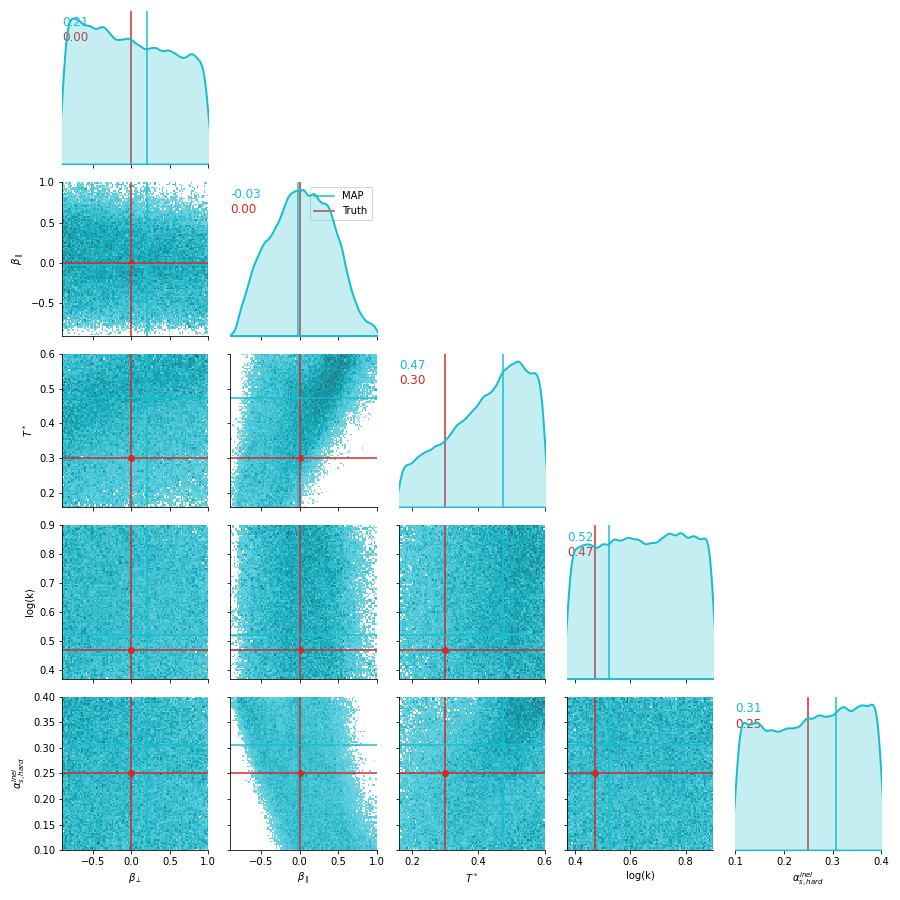 0.21
0.00
1.0
0.5
0.0
−0.5
β∥
-0.03
0.00
MAP
Truth
0.6
0.5
0.4
0.3
0.2
T*
0.47
0.30
0.9
0.8
0.7
0.6
0.5
0.4
log(k)
0.52
0.47
0.40
0.35
0.30
0.25
0.20
0.15
0.10
α^{inel}_{s,hard}
0.31
0.25
−0.5 0.0 0.5 1.0
β⊥
−0.5 0.0 0.5 1.0
β∥
0.2 0.4 0.6
T*
0.4 0.6 0.8
log(k)
0.1 0.2 0.3 0.4
α^{inel}_{s,hard}